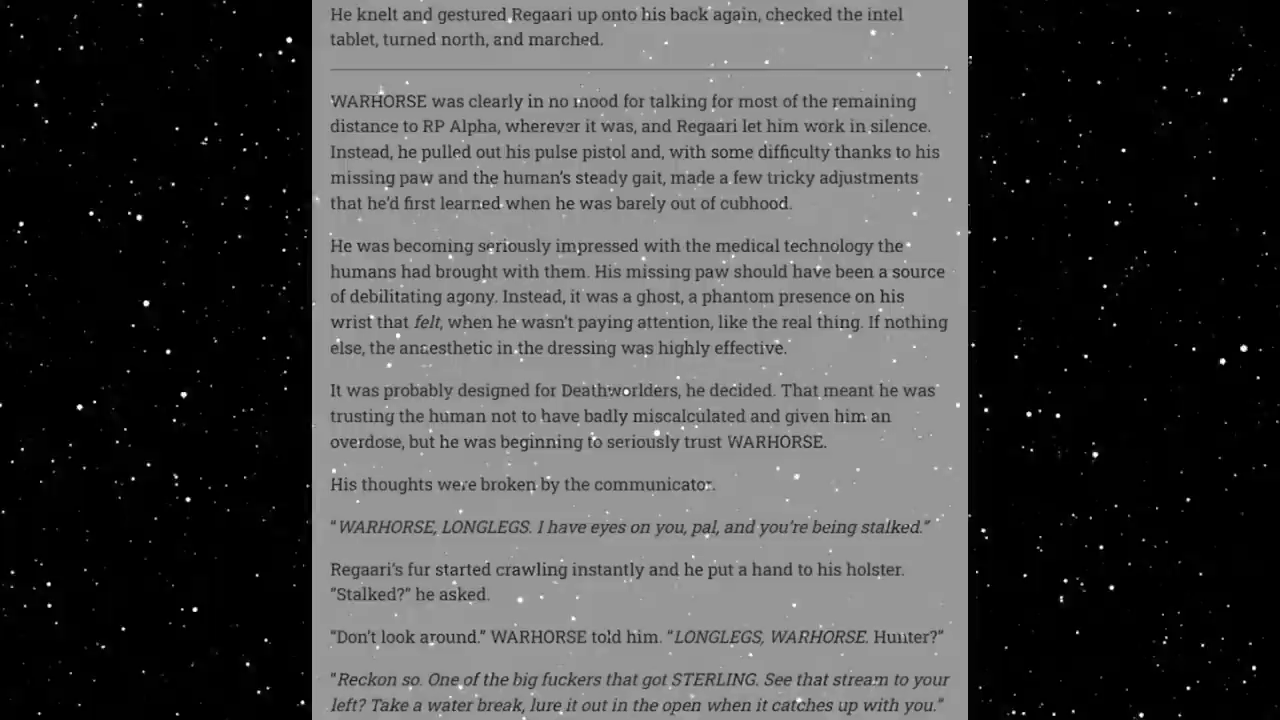 He knelt and gestured Regaari up onto his back again, checked the intel
tablet, turned north, and marched.
WARHORSE was clearly in no mood for talking for most of the remaining
distance to RP Alpha, wherever it was, and Regaari let him work in silence.
Instead, he pulled out his pulse pistol and, with some difficulty thanks to his
missing paw and the human's steady gait, made a few tricky adjustments
that he'd first learned when he was barely out of cubhood.
He was becoming seriously impressed with the medical technology the
humans had brought with them. His missing paw should have been a source
of debilitating agony. Instead, it was a ghost, a phantom presence on his
wrist that felt, when he wasn't paying attention, like the real thing. If nothing
else, the anaesthetic in the dressing was highly effective.
It was probably designed for Deathworlders, he decided. That meant he was
trusting the human not to have badly miscalculated and given him an
overdose, but he was beginning to seriously trust WARHORSE.
His thoughts were broken by the communicator.
“WARHORSE, LONGLEGS. I have eyes on you, pal, and you're being stalked.”
Regaari's fur started crawling instantly and he put a hand to his holster.
“Stalked?” he asked.
“Don't look around.” WARHORSE told him. “LONGLEGS, WARHORSE. Hunter?”
“Reckon so. One of the big fuckers that got STERLING. See that stream to your
left? Take a water break, lure it out in the open when it catches up with you.”